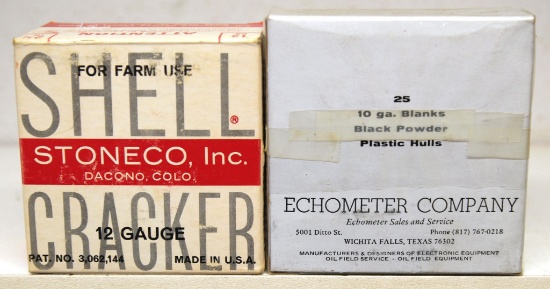 FOR FARM USE
SHELL®
STONECO, Inc.
DACONO, COLO.
CRACKER
12 GAUGE
PAT. NO. 3,062,144 MADE IN U.S.A.
25
10 ga. Blanks
Black Powder
Plastic Hulls
ECHOMETER COMPANY
Echometer Sales and Service
5001 Ditto St. Phone (817) 767-0218
WICHITA FALLS, TEXAS 76302
MANUFACTURERS & DESIGNERS OF ELECTRONIC EQUIPMENT
OIL FIELD SERVICE - OIL FIELD EQUIPMENT